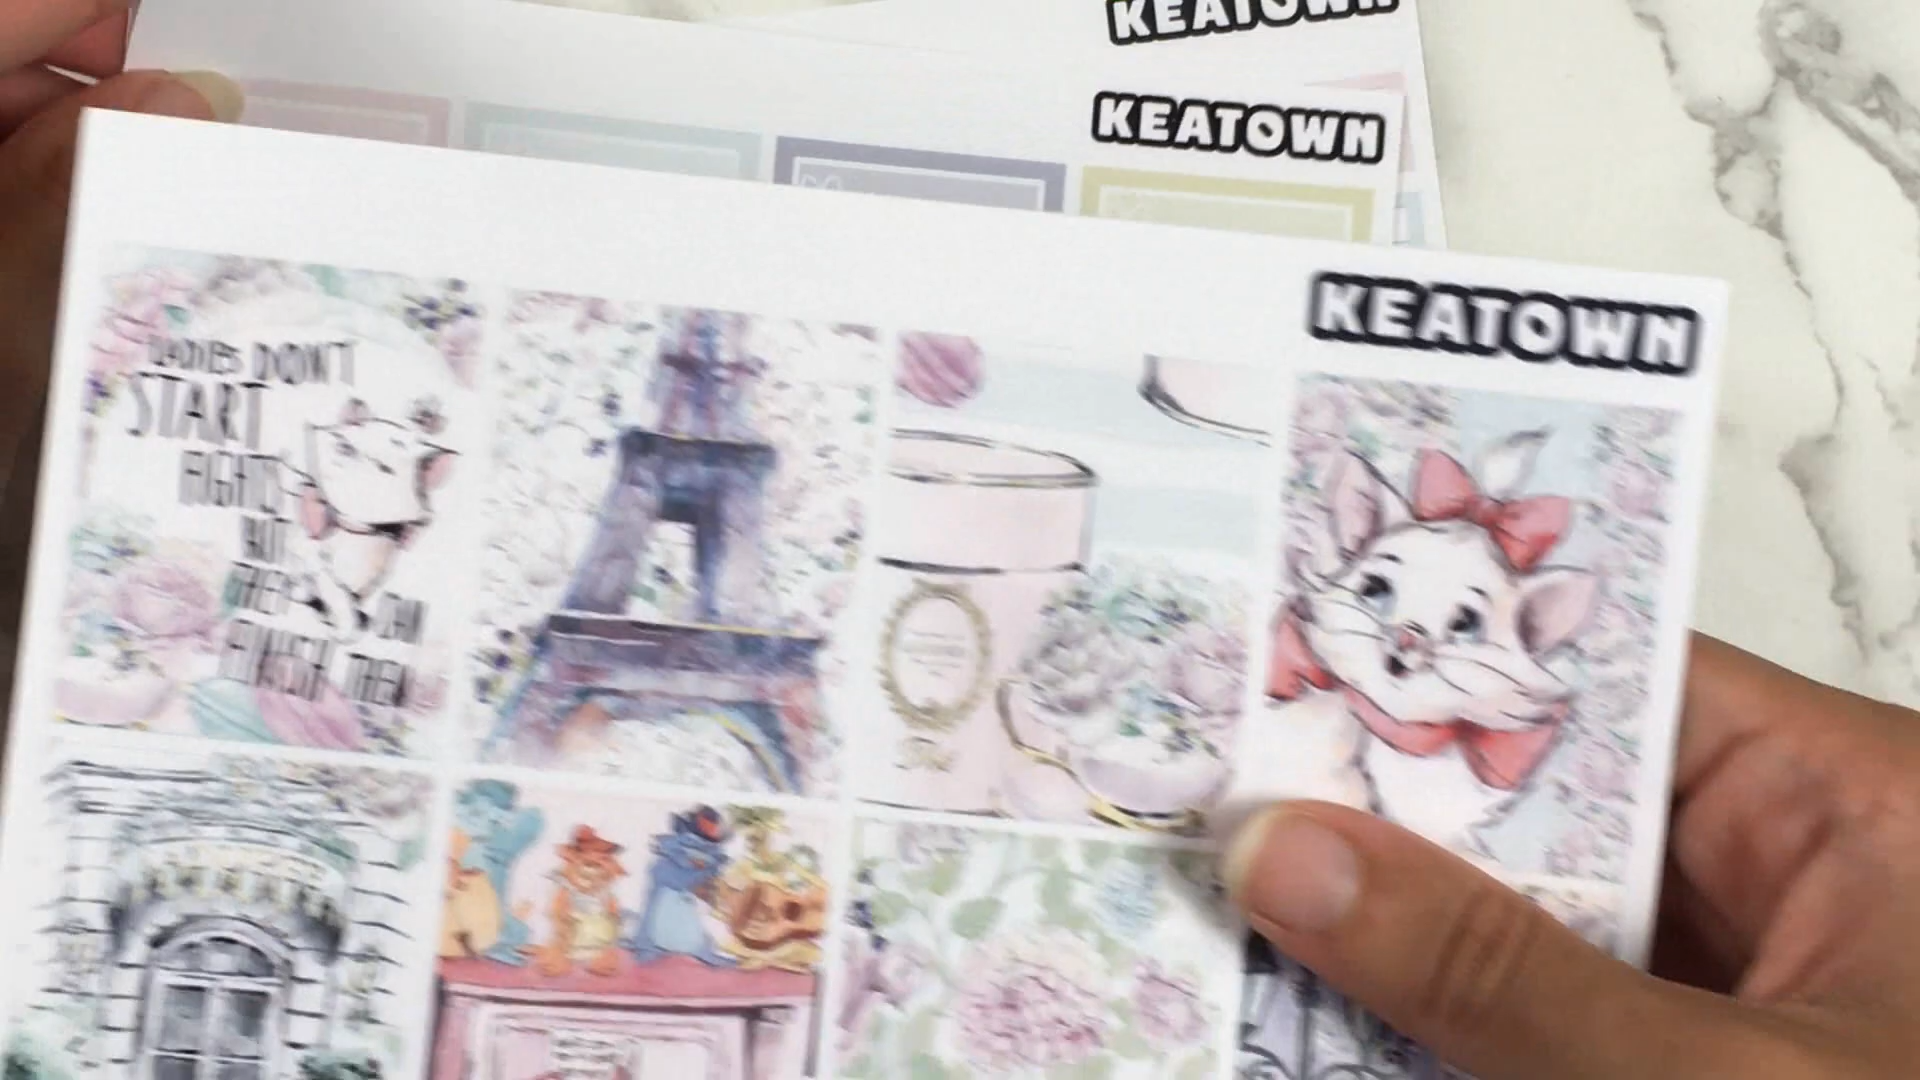 KEATOWN
KEATOWN
KEATOWN
LADIES DON'T
START
FIGHTS
BUT
THEY CAN
FINISH THEM